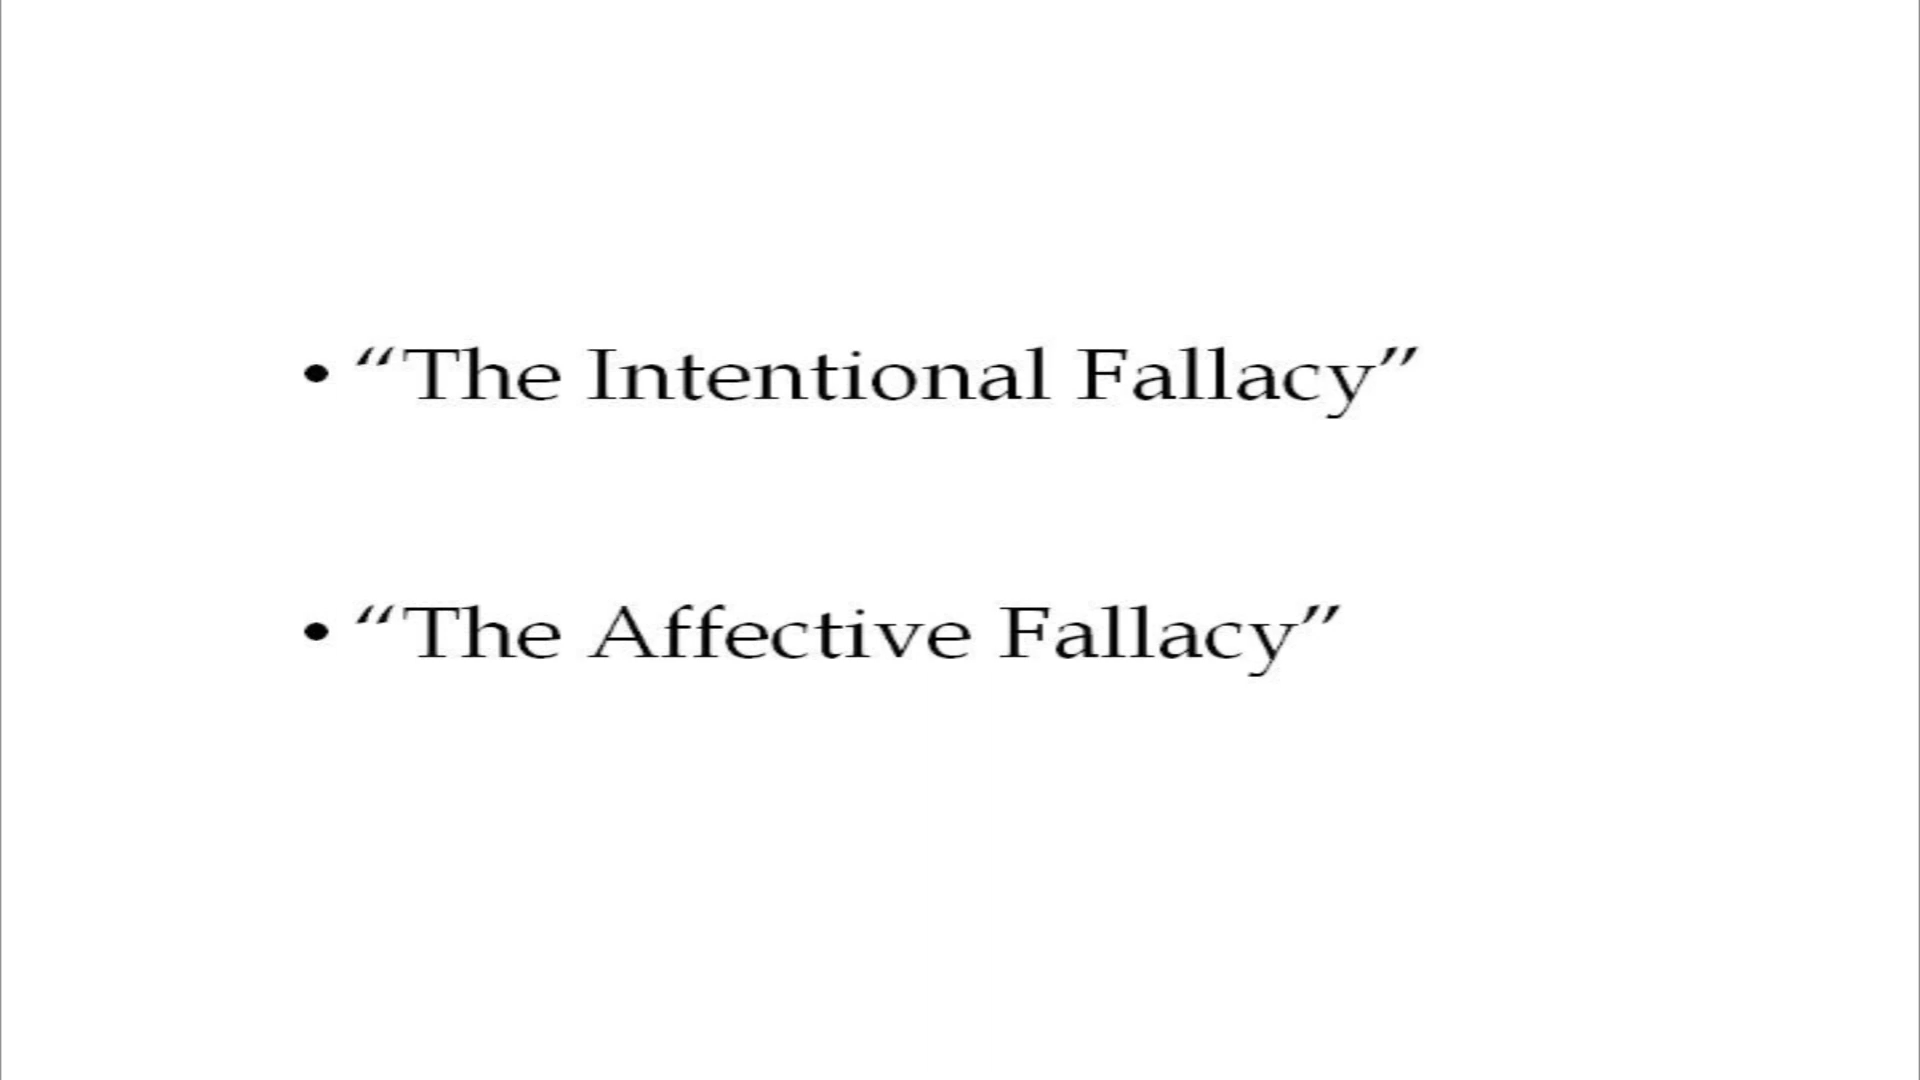 • “The Intentional Fallacy”
• “The Affective Fallacy”